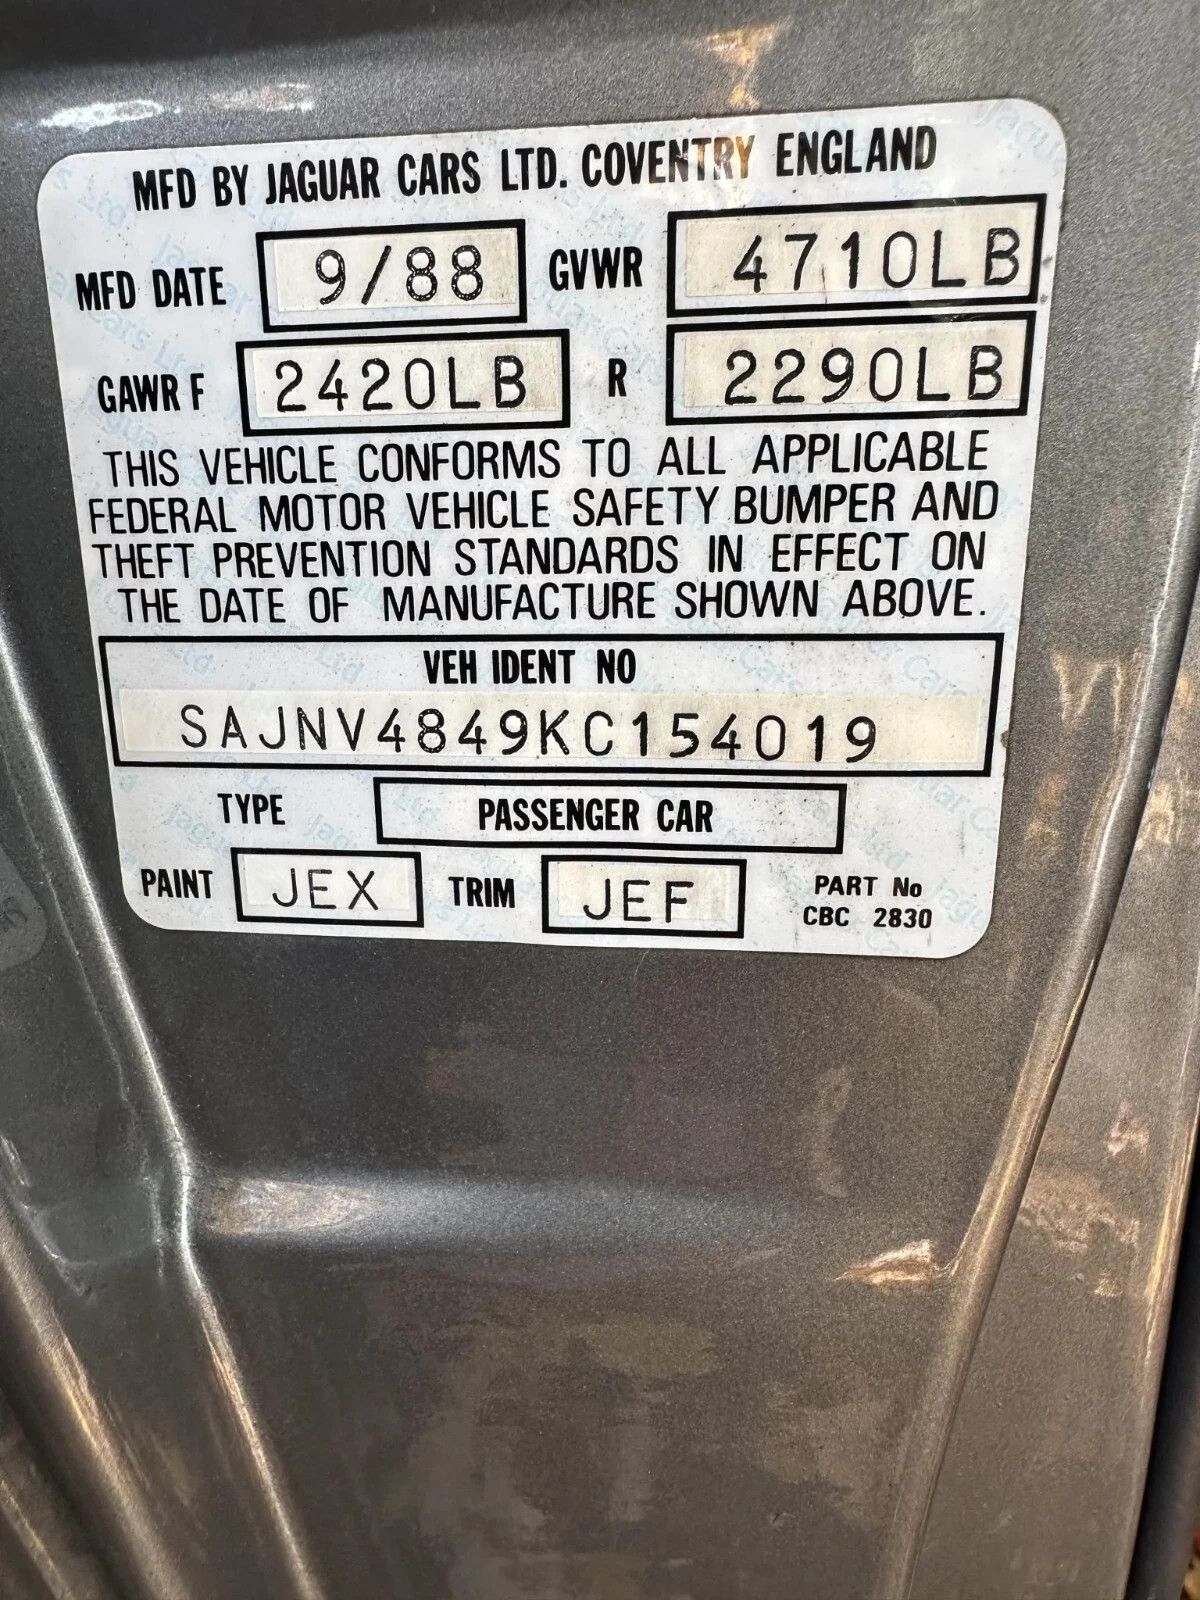 MFD BY JAGUAR CARS LTD. COVENTRY ENGLAND
MFD DATE 9/88 GVWR 4710LB
GAWR F 2420LB R 2290LB
THIS VEHICLE CONFORMS TO ALL APPLICABLE
FEDERAL MOTOR VEHICLE SAFETY BUMPER AND
THEFT PREVENTION STANDARDS IN EFFECT ON
THE DATE OF MANUFACTURE SHOWN ABOVE.
VEH IDENT NO
SAJNV4849KC154019
TYPE PASSENGER CAR
PAINT JEX TRIM JEF PART No
CBC 2830